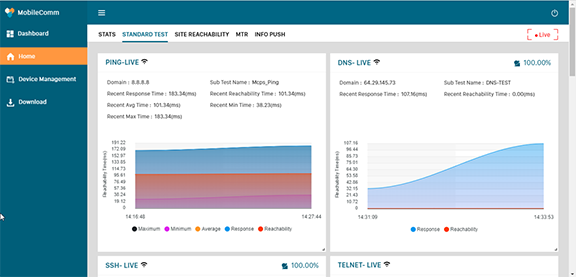 MobileComm
Dashboard
Home
Device Management
Download
STATS STANDARD TEST SITE REACHABILITY MTR INFO PUSH
Live
PING-LIVE
Domain : 8.8.8.8 Sub Test Name : Mcps_Ping
Recent Response Time : 183.34(ms) Recent Reachability Time : 101.34(ms)
Recent Avg Time : 101.34(ms) Recent Min Time : 38.23(ms)
Recent Max Time : 183.34(ms)
Reachability Time(ms)
191.22
172.09
152.97
133.85
114.73
95.61
76.48
57.36
38.24
19.12
0
14:16:48 14:27:44
Maximum Minimum Average Response Reachability
DNS- LIVE 100.00%
Domain : 64.29.145.73 Sub Test Name : DNS-TEST
Recent Response Time : 107.16(ms) Recent Reachability Time : 0.00(ms)
Reachability Time(ms)
107.16
96.44
85.73
75.01
64.29
53.58
42.86
32.15
21.43
10.72
0
14:31:09 14:33:53
Response Reachability
SSH- LIVE 100.00%
TELNET- LIVE